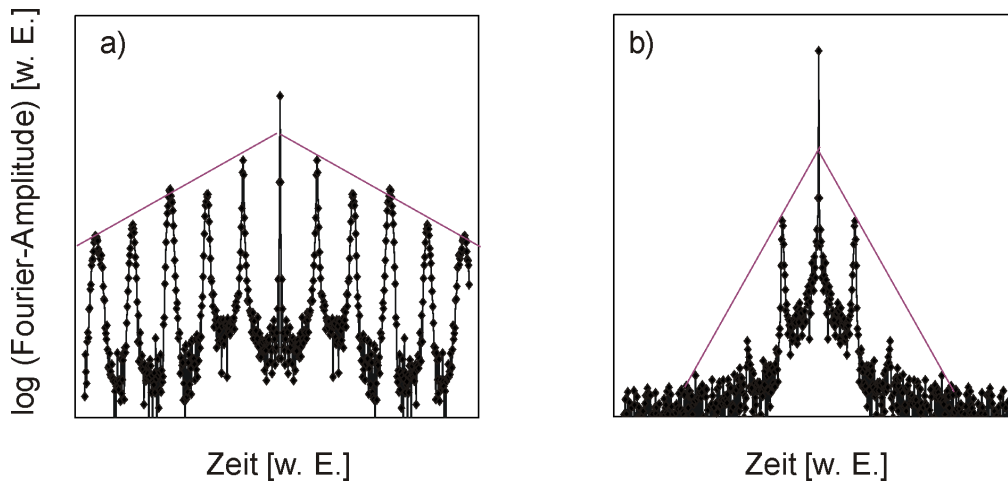 log (Fourier-Amplitude) [w. E.]
a)
b)
Zeit [w. E.]
Zeit [w. E.]